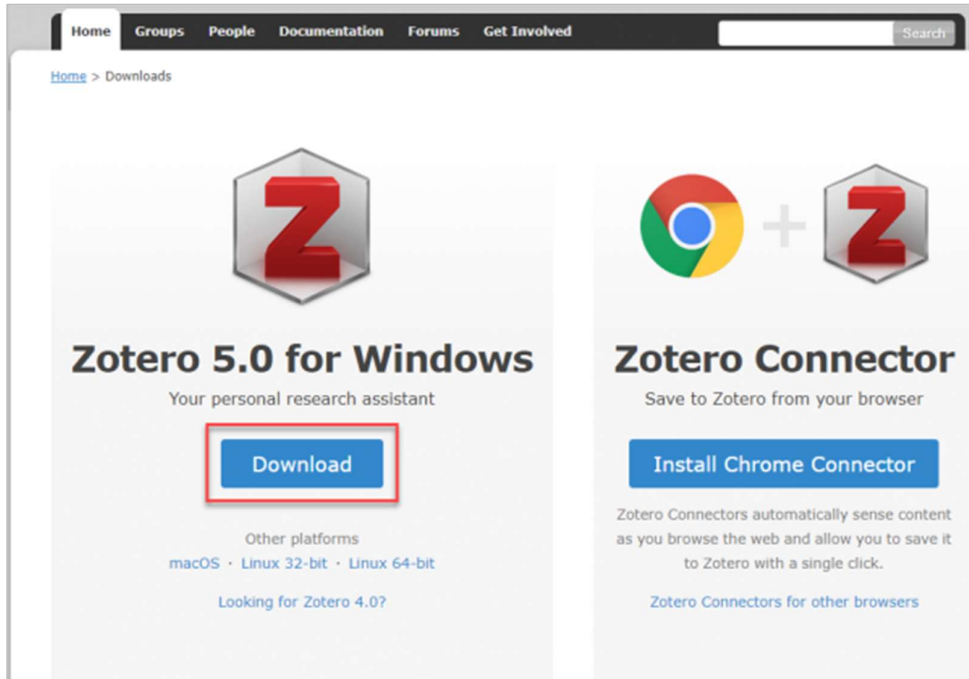 Home Groups People Documentation Forums Get Involved Search
Home > Downloads
Zotero 5.0 for Windows
Your personal research assistant
Download
Other platforms
macOS · Linux 32-bit · Linux 64-bit
Looking for Zotero 4.0?
Zotero Connector
Save to Zotero from your browser
Install Chrome Connector
Zotero Connectors automatically sense content
as you browse the web and allow you to save it
to Zotero with a single click.
Zotero Connectors for other browsers